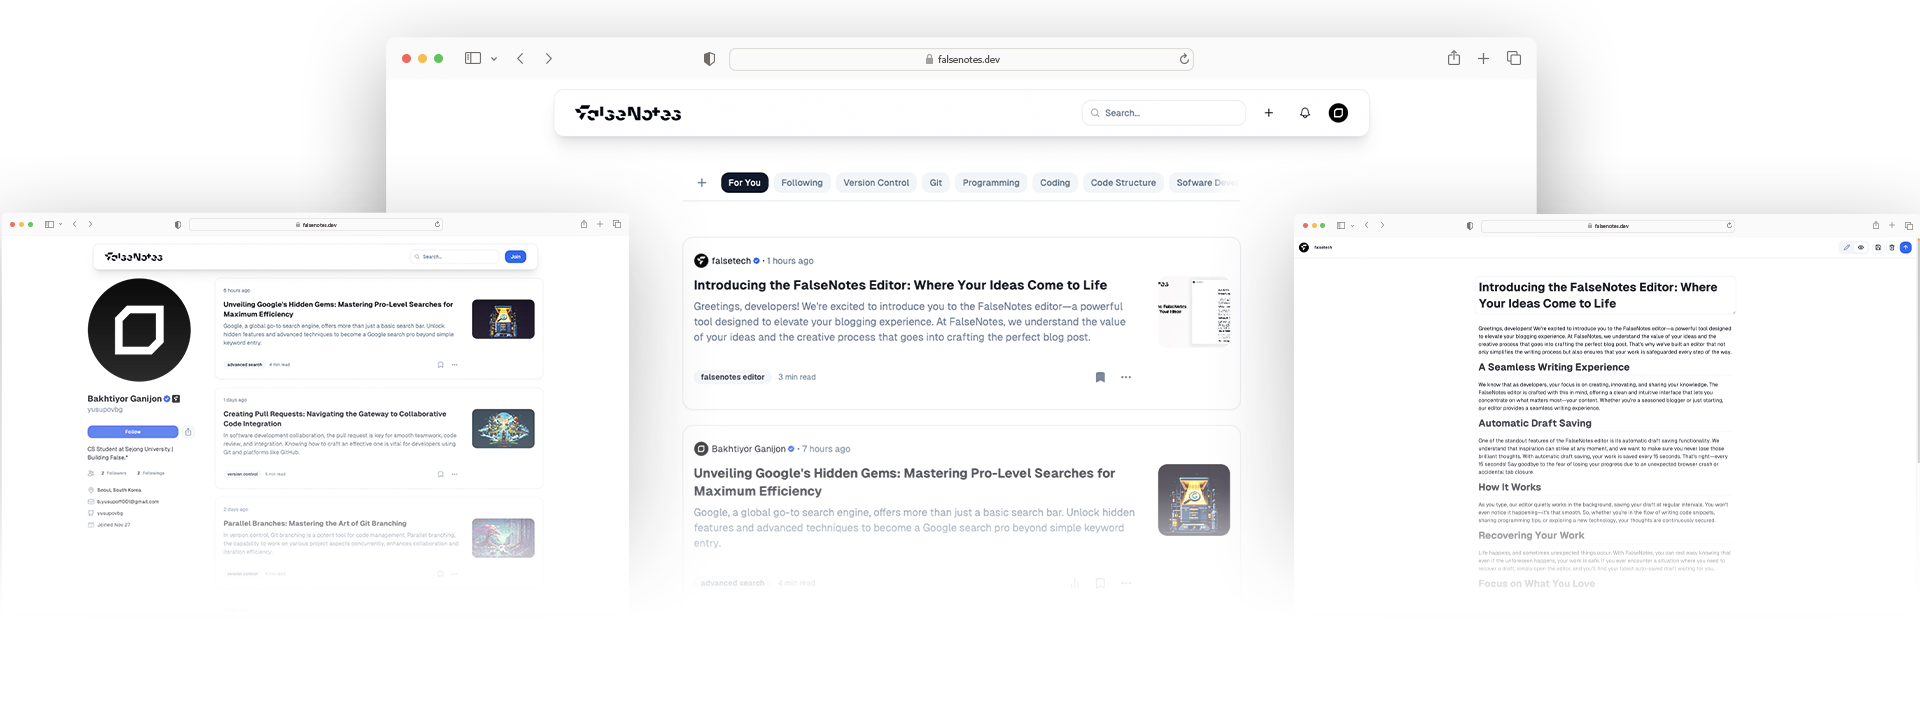 falsenotes.dev
FalseNotes
Search...
For You
Following
Version Control
Git
Programming
Coding
Code Structure
Sofware Deve
falsetech · 1 hours ago
Introducing the FalseNotes Editor: Where Your Ideas Come to Life
Greetings, developers! We're excited to introduce you to the FalseNotes editor—a powerful
tool designed to elevate your blogging experience. At FalseNotes, we understand the value
of your ideas and the creative process that goes into crafting the perfect blog post.
falsenotes editor
3 min read
Bakhtiyor Ganijon · 7 hours ago
Unveiling Google's Hidden Gems: Mastering Pro-Level Searches for
Maximum Efficiency
Google, a global go-to search engine, offers more than just a basic search bar. Unlock hidden
features and advanced techniques to become a Google search pro beyond simple keyword
entry.
advanced search
4 min read
falsenotes.dev
FalseNotes
Search...
Join
Bakhtiyor Ganijon
yusupovbg
Follow
CS Student at Sejong University |
Building False.*
2 Followers
2 Followings
Seoul, South Korea
b.yusupoff001@gmail.com
yusupovbg
Joined Nov 27
6 hours ago
Unveiling Google's Hidden Gems: Mastering Pro-Level Searches for
Maximum Efficiency
Google, a global go-to search engine, offers more than just a basic search bar. Unlock
hidden features and advanced techniques to become a Google search pro beyond simple
keyword entry.
advanced search
4 min read
1 days ago
Creating Pull Requests: Navigating the Gateway to Collaborative
Code Integration
In software development collaboration, the pull request is key for smooth teamwork, code
review, and integration. Knowing how to craft an effective one is vital for developers using
Git and platforms like GitHub.
version control
3 min read
2 days ago
Parallel Branches: Mastering the Art of Git Branching
In version control, Git branching is a potent tool for code management. Parallel branching,
the capability to work on various project aspects concurrently, enhances collaboration and
iteration efficiency.
version control
falsenotes.dev
falsetech
Introducing the FalseNotes Editor: Where
Your Ideas Come to Life
Greetings, developers! We're excited to introduce you to the FalseNotes editor—a powerful tool designed
to elevate your blogging experience. At FalseNotes, we understand the value of your ideas and the
creative process that goes into crafting the perfect blog post. That's why we've built an editor that not
only simplifies the writing process but also ensures that your work is safeguarded every step of the way.
A Seamless Writing Experience
We know that as developers, your focus is on creating, innovating, and sharing your knowledge. The
FalseNotes editor is crafted with this in mind, offering a clean and intuitive interface that lets you
concentrate on what matters most—your content. Whether you're a seasoned blogger or just starting,
our editor provides a seamless writing experience.
Automatic Draft Saving
One of the standout features of the FalseNotes editor is its automatic draft saving functionality. We
understand that inspiration can strike at any moment, and we want to make sure you never lose those
brilliant thoughts. With automatic draft saving, your work is saved every 15 seconds. That's right—every
15 seconds! Say goodbye to the fear of losing your progress due to an unexpected browser crash or
accidental tab closure.
How It Works
As you type, our editor quietly works in the background, saving your draft at regular intervals. You won't
even notice it happening—it's that smooth. So, whether you're in the flow of writing code snippets,
sharing programming tips, or exploring a new technology, your thoughts are continuously secured.
Recovering Your Work
Life happens, and sometimes unexpected things occur. With FalseNotes, you can rest easy knowing that
even if the unforeseen happens, your work is safe. If you ever encounter a situation where you need to
recover a draft, simply open the editor, and you'll find your latest auto-saved draft waiting for you.
Focus on What You Love